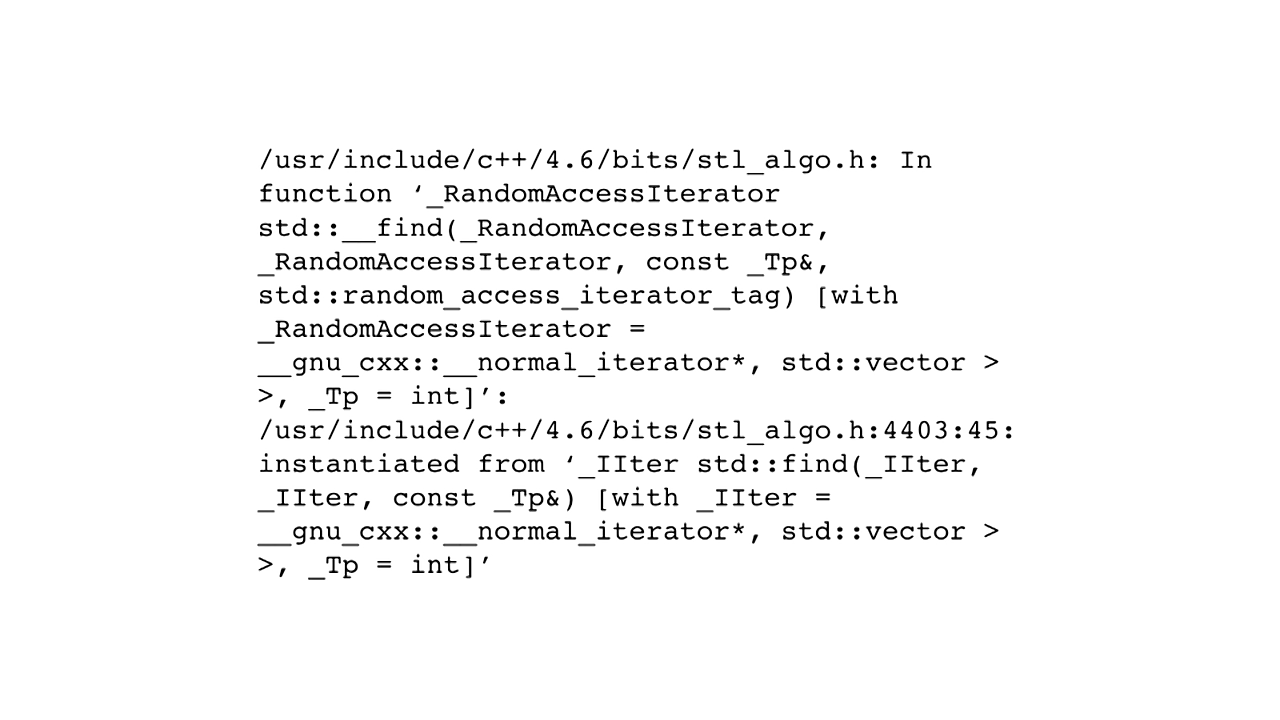 /usr/include/c++/4.6/bits/stl_algo.h: In
function ‘_RandomAccessIterator
std::__find(_RandomAccessIterator,
_RandomAccessIterator, const _Tp&,
std::random_access_iterator_tag) [with
_RandomAccessIterator =
__gnu_cxx::__normal_iterator*, std::vector >
>, _Tp = int]’:
/usr/include/c++/4.6/bits/stl_algo.h:4403:45:
instantiated from ‘_IIter std::find(_IIter,
_IIter, const _Tp&) [with _IIter =
__gnu_cxx::__normal_iterator*, std::vector >
>, _Tp = int]’